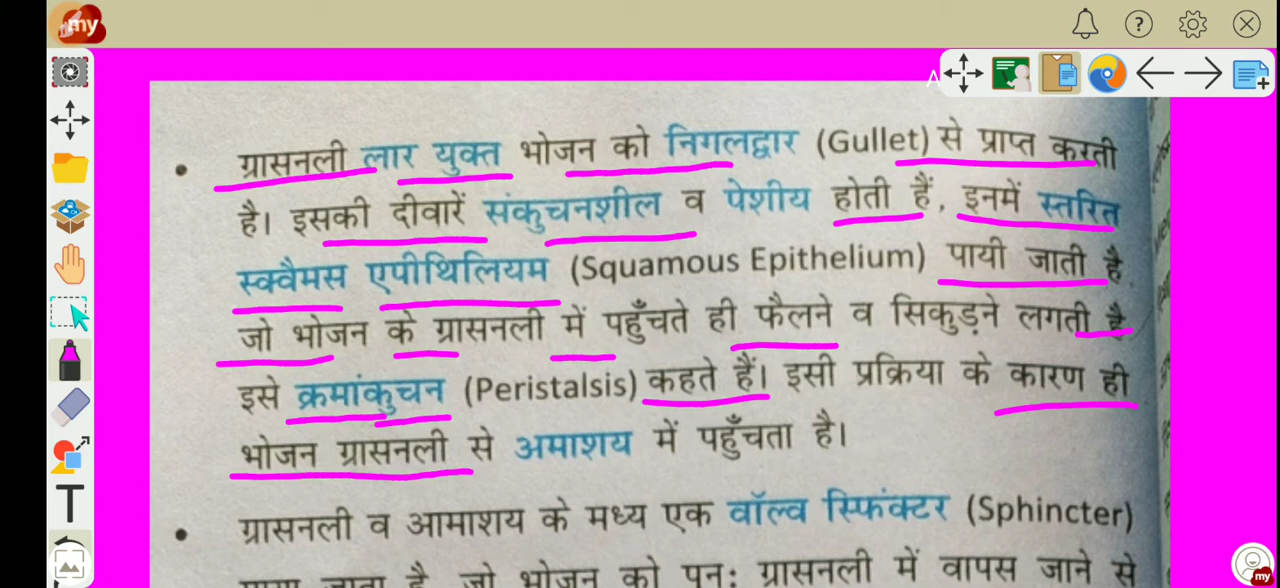 my
?
A
ग्रासनली लार युक्त भोजन को निगलद्वार (Gullet) से प्राप्त करती
है। इसकी दीवारें संकुचनशील व पेशीय होती हैं, इनमें स्तरित
स्क्वैमस एपीथिलियम (Squamous Epithelium) पायी जाती है
जो भोजन के ग्रासनली में पहुँचते ही फैलने व सिकुड़ने लगती है
इसे क्रमांकुचन (Peristalsis) कहते हैं। इसी प्रक्रिया के कारण ही
भोजन ग्रासनली से अमाशय में पहुँचता है।
ग्रासनली व आमाशय के मध्य एक वॉल्व स्फिंक्टर (Sphincter)
है, जो भोजन को पुनः ग्रासनली में वापस जाने से
T
my